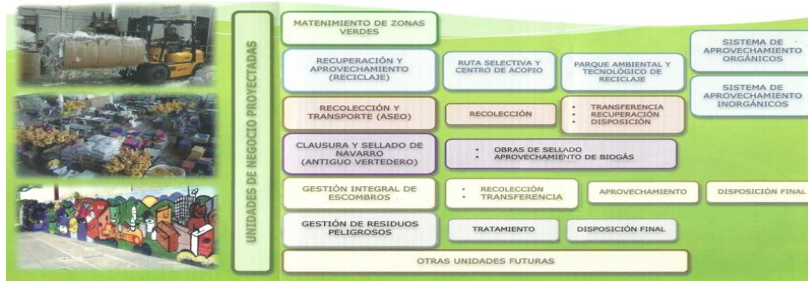 UNIDADES DE NEGOCIO PROYECTADAS
MATENIMIENTO DE ZONAS
VERDES
RECUPERACIÓN Y
APROVECHAMIENTO
(RECICLAJE)
RUTA SELECTIVA Y
CENTRO DE ACOPIO
PARQUE AMBIENTAL Y
TECNOLÓGICO DE
RECICLAJE
SISTEMA DE
APROVECHAMIENTO
ORGÁNICOS
SISTEMA DE
APROVECHAMIENTO
INORGÁNICOS
RECOLECCIÓN Y
TRANSPORTE (ASEO)
RECOLECCIÓN
• TRANSFERENCIA
• RECUPERACIÓN
• DISPOSICIÓN
CLAUSURA Y SELLADO DE
NAVARRO
(ANTIGUO VERTEDERO)
• OBRAS DE SELLADO
• APROVECHAMIENTO DE BIOGÁS
GESTIÓN INTEGRAL DE
ESCOMBROS
• RECOLECCIÓN
• TRANSFERENCIA
APROVECHAMIENTO
DISPOSICIÓN FINAL
GESTIÓN DE RESIDUOS
PELIGROSOS
TRATAMIENTO
DISPOSICIÓN FINAL
OTRAS UNIDADES FUTURAS